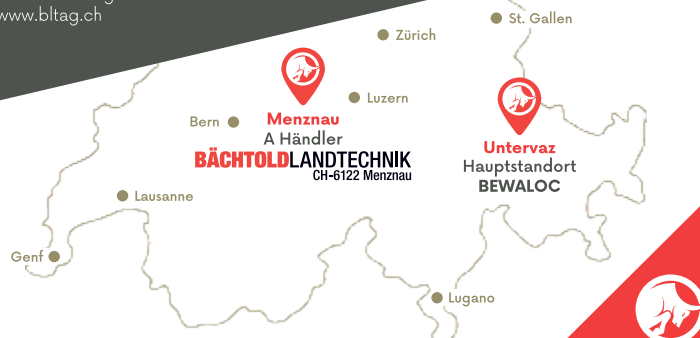 www.bltag.ch
St. Gallen
Zürich
Luzern
Bern
Menznau
A Händler
BÄCHTOLDLANDTECHNIK
CH-6122 Menznau
Untervaz
Hauptstandort
BEWALOC
Lausanne
Genf
Lugano